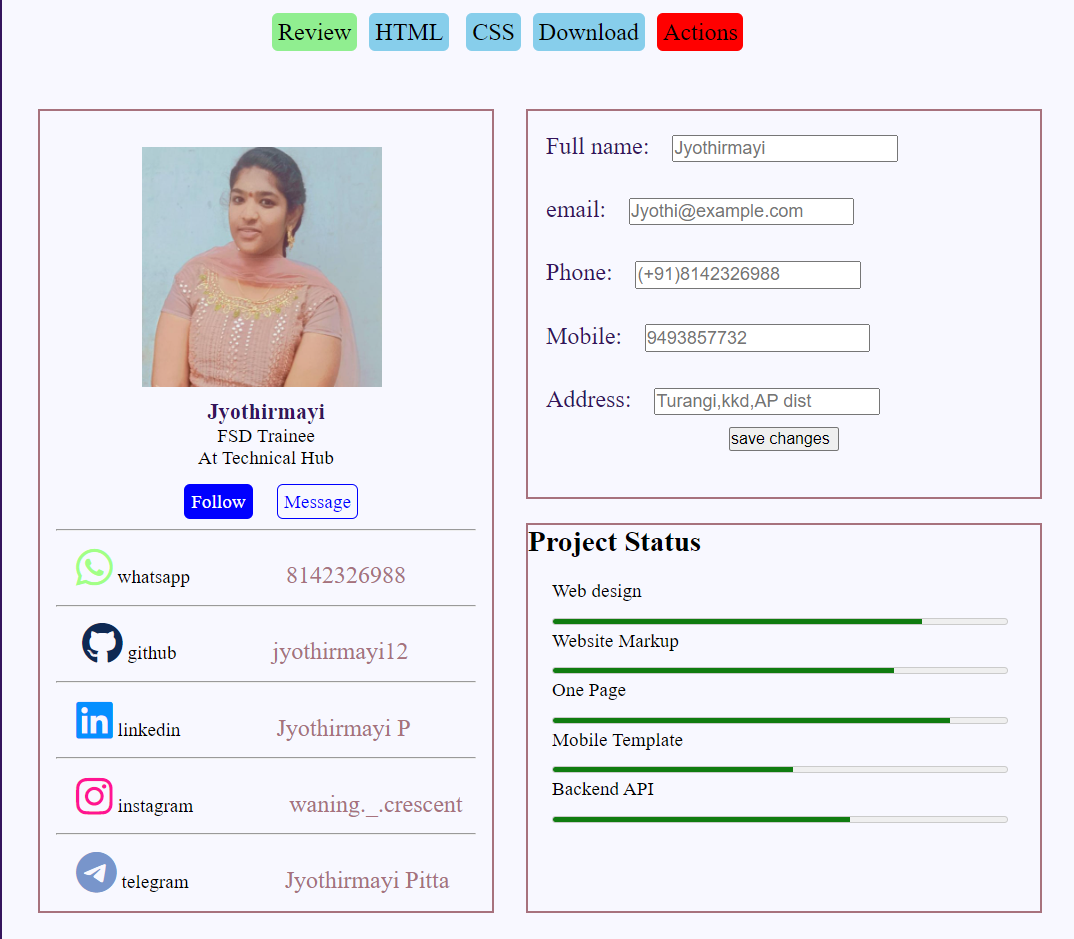 Review HTML CSS Download Actions
Jyothirmayi
FSD Trainee
At Technical Hub
Follow Message
whatsapp 8142326988
github jyothirmayi12
linkedin Jyothirmayi P
instagram waning._.crescent
telegram Jyothirmayi Pitta
Full name: Jyothirmayi
email: Jyothi@example.com
Phone: (+91)8142326988
Mobile: 9493857732
Address: Turangi,kkd,AP dist
save changes
Project Status
Web design
Website Markup
One Page
Mobile Template
Backend API